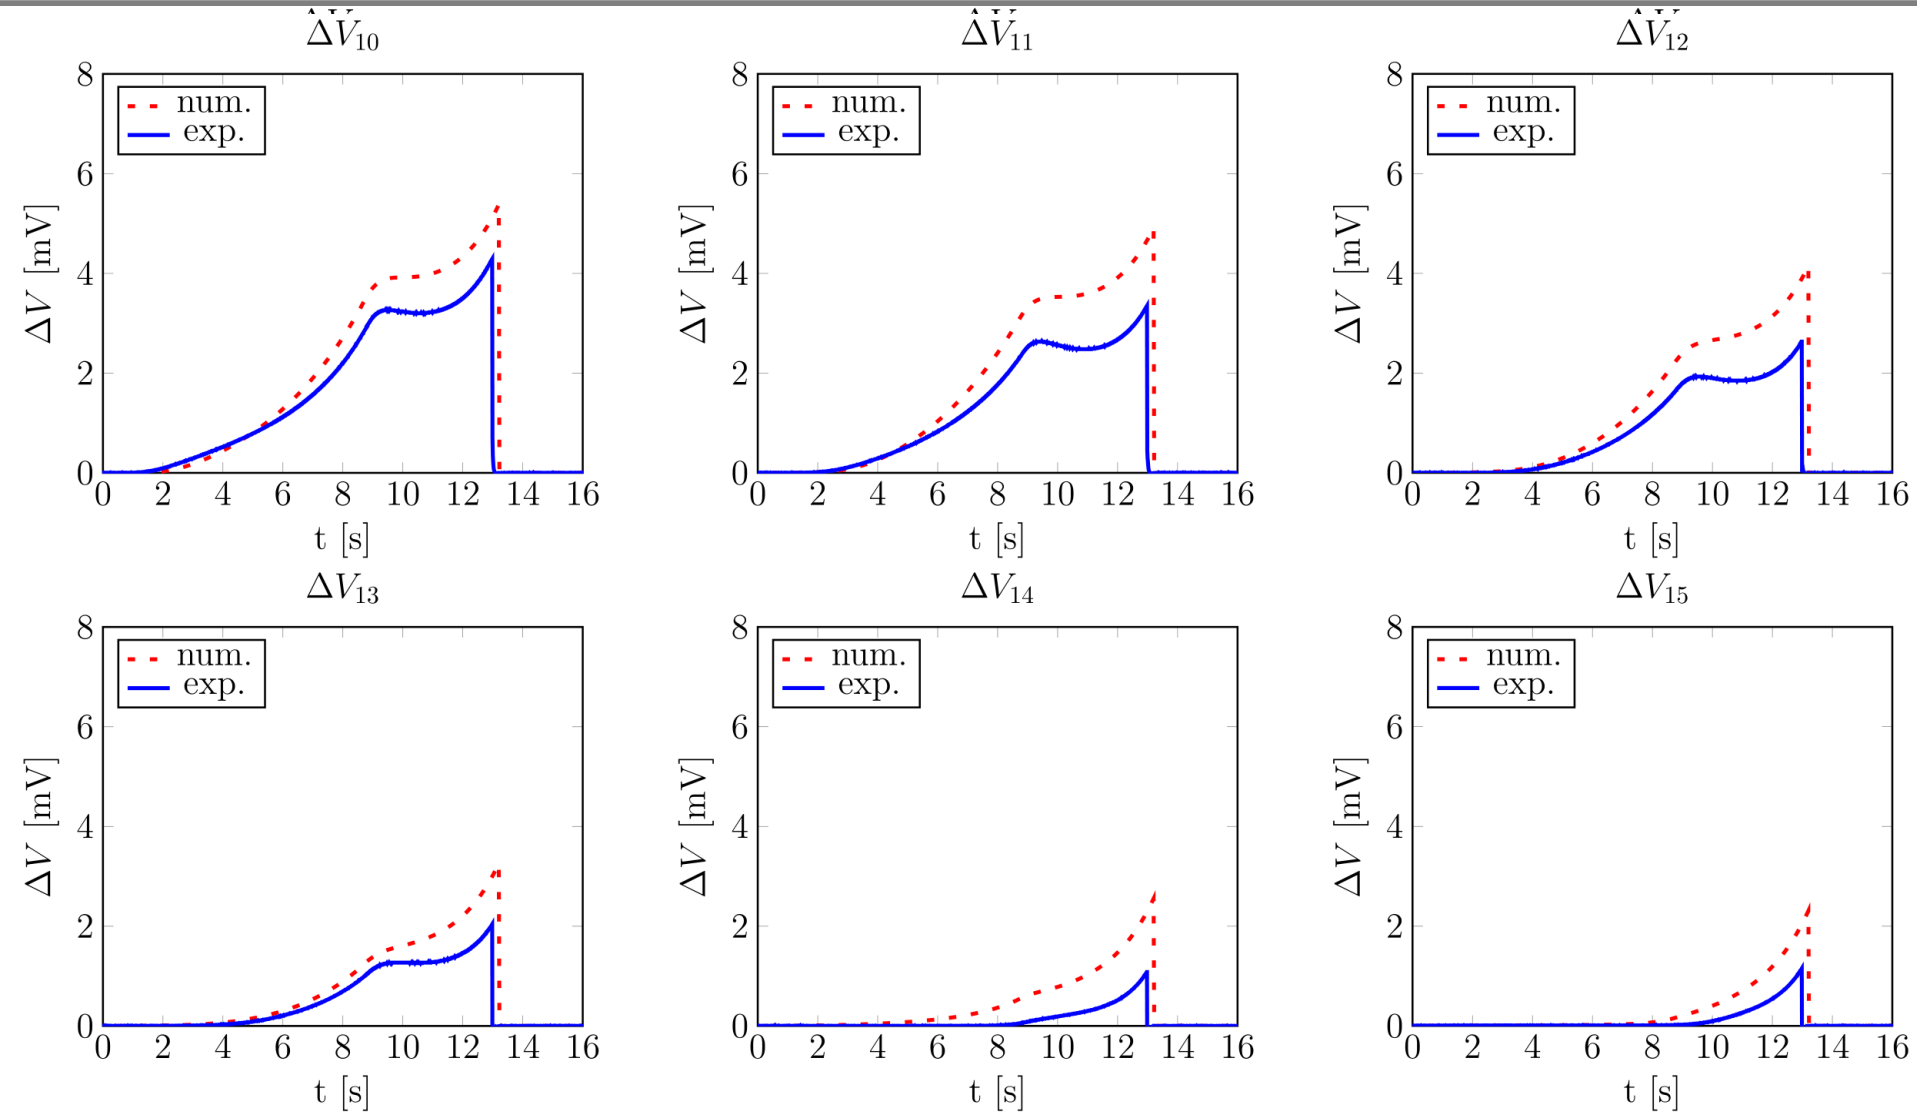 ΔV₁₀ ΔV₁₁ ΔV₁₂
8 8 8
num. num. num.
exp. exp. exp.
6 6 6
ΔV [mV] ΔV [mV] ΔV [mV]
4 4 4
2 2 2
0 0 0
0 2 4 6 8 10 12 14 16 0 2 4 6 8 10 12 14 16 0 2 4 6 8 10 12 14 16
t [s] t [s] t [s]
ΔV₁₃ ΔV₁₄ ΔV₁₅
8 8 8
num. num. num.
exp. exp. exp.
6 6 6
ΔV [mV] ΔV [mV] ΔV [mV]
4 4 4
2 2 2
0 0 0
0 2 4 6 8 10 12 14 16 0 2 4 6 8 10 12 14 16 0 2 4 6 8 10 12 14 16
t [s] t [s] t [s]